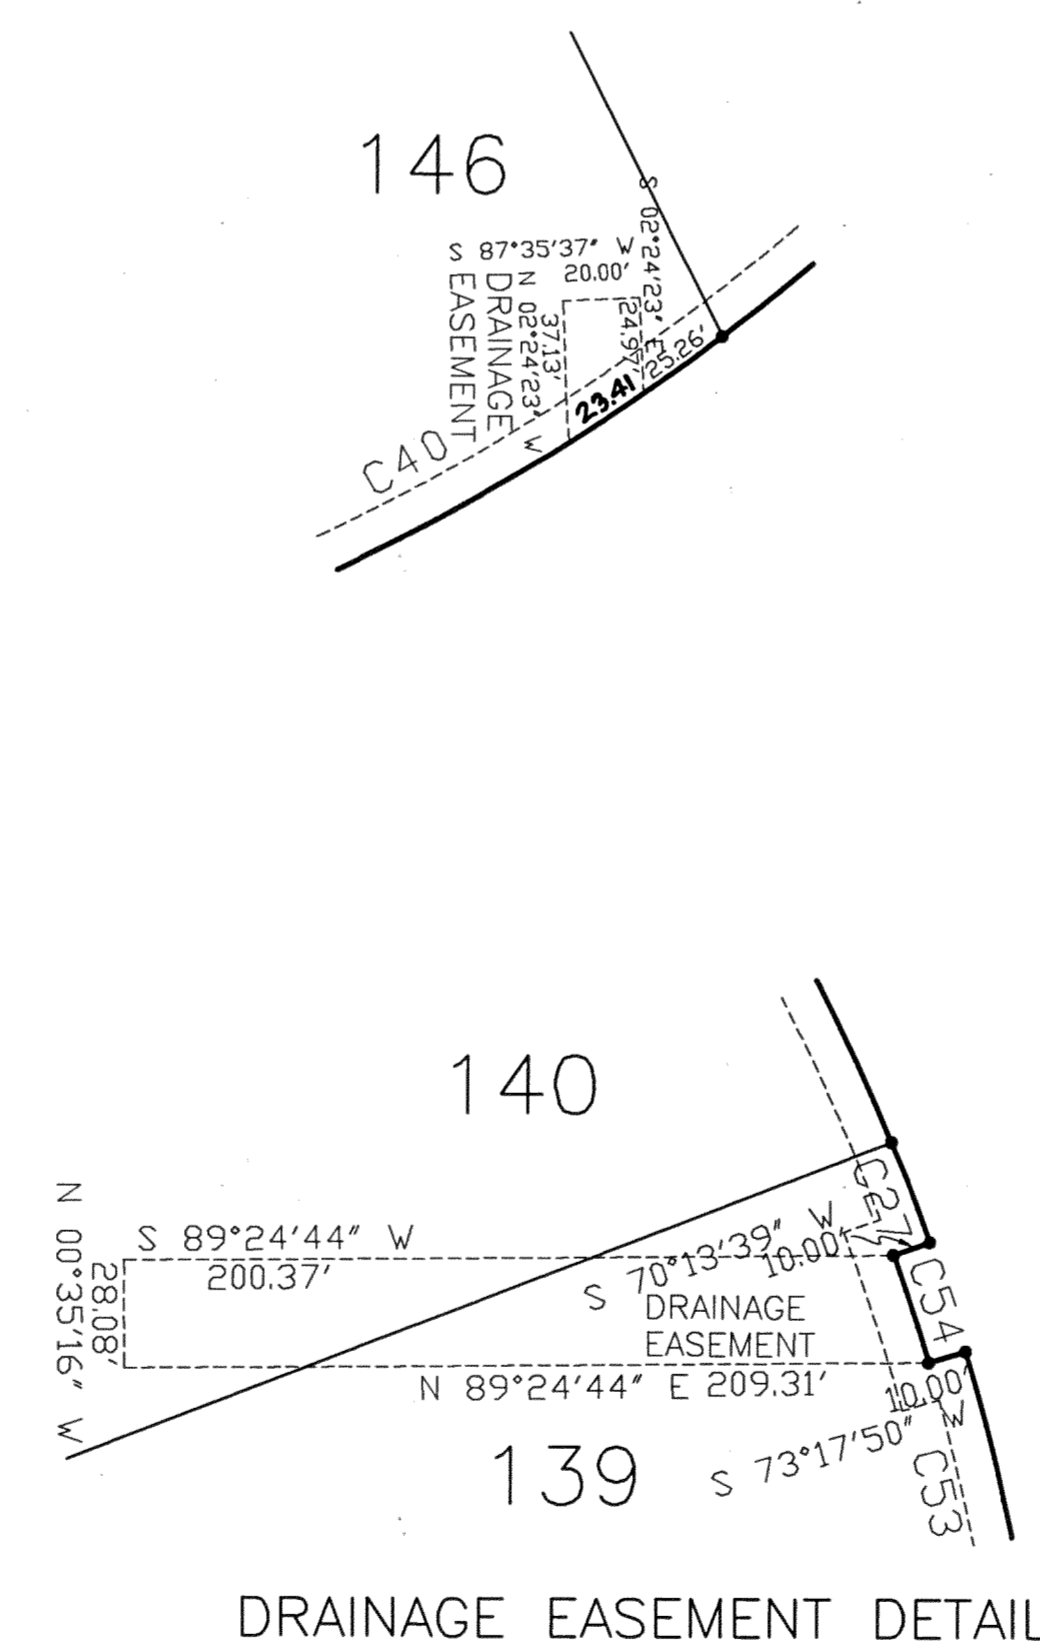 146
S 87°35'37" W
20.00'
S 02°24'23" E
24.97'
DRAINAGE
EASEMENT
N 02°24'23" W
37.13'
25.26'
23.41
C40
140
C27
S 89°24'44" W
200.37'
N 00°35'16" W
28.08'
S 70°13'39" W
10.00'
C54
DRAINAGE
EASEMENT
N 89°24'44" E 209.31'
10.00'
S 73°17'50" W
139
C53
DRAINAGE EASEMENT DETAIL